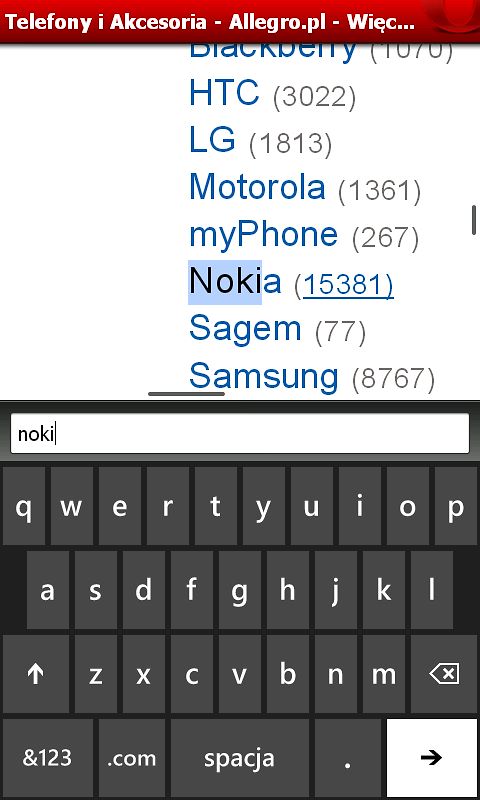 Telefony i Akcesoria - Allegro.pl - Więc...
Blackberry (1070)
HTC (3022)
LG (1813)
Motorola (1361)
myPhone (267)
Nokia (15381)
Sagem (77)
Samsung (8767)
noki
q w e r t y u i o p
a s d f g h j k l
z x c v b n m
&123 .com spacja .